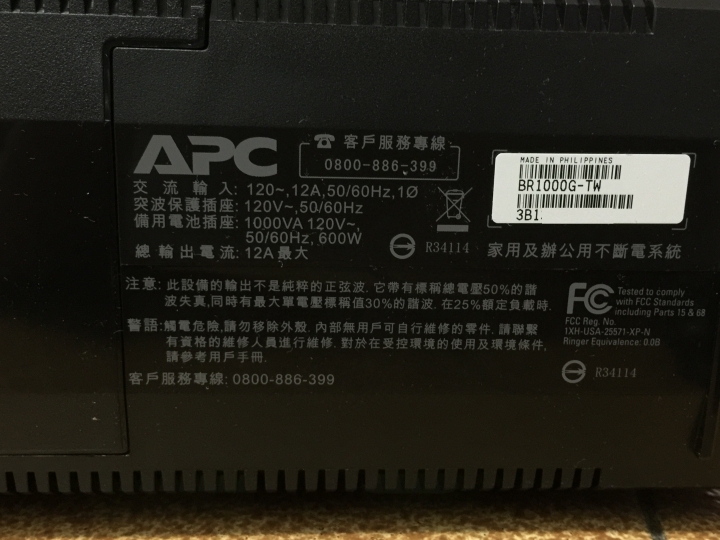 APC
☎ 客戶服務專線
0800-886-399
交流輸入: 120~,12A,50/60Hz,1Ø
突波保護插座: 120V~,50/60Hz
備用電池插座: 1000VA 120V~,
50/60Hz, 600W
總輸出電流: 12A 最大
R34114
家用及辦公用不斷電系統
MADE IN PHILIPPINES
BR1000G-TW
3B1
注意: 此設備的輸出不是純粹的正弦波. 它帶有標稱總電壓50%的諧
波失真,同時有最大單電壓標稱值30%的諧波. 在25%額定負載時.
警語:觸電危險,請勿移除外殼. 內部無用戶可自行維修的零件. 請聯繫
有資格的維修人員進行維修. 對於在受控環境的使用及環境條件,
請參考用戶手冊.
客戶服務專線: 0800-886-399
FC Tested to comply
with FCC Standards
including Parts 15 & 68
FCC Reg. No.
1XH-USA-25571-XP-N
Ringer Equivalence: 0.0B
R34114